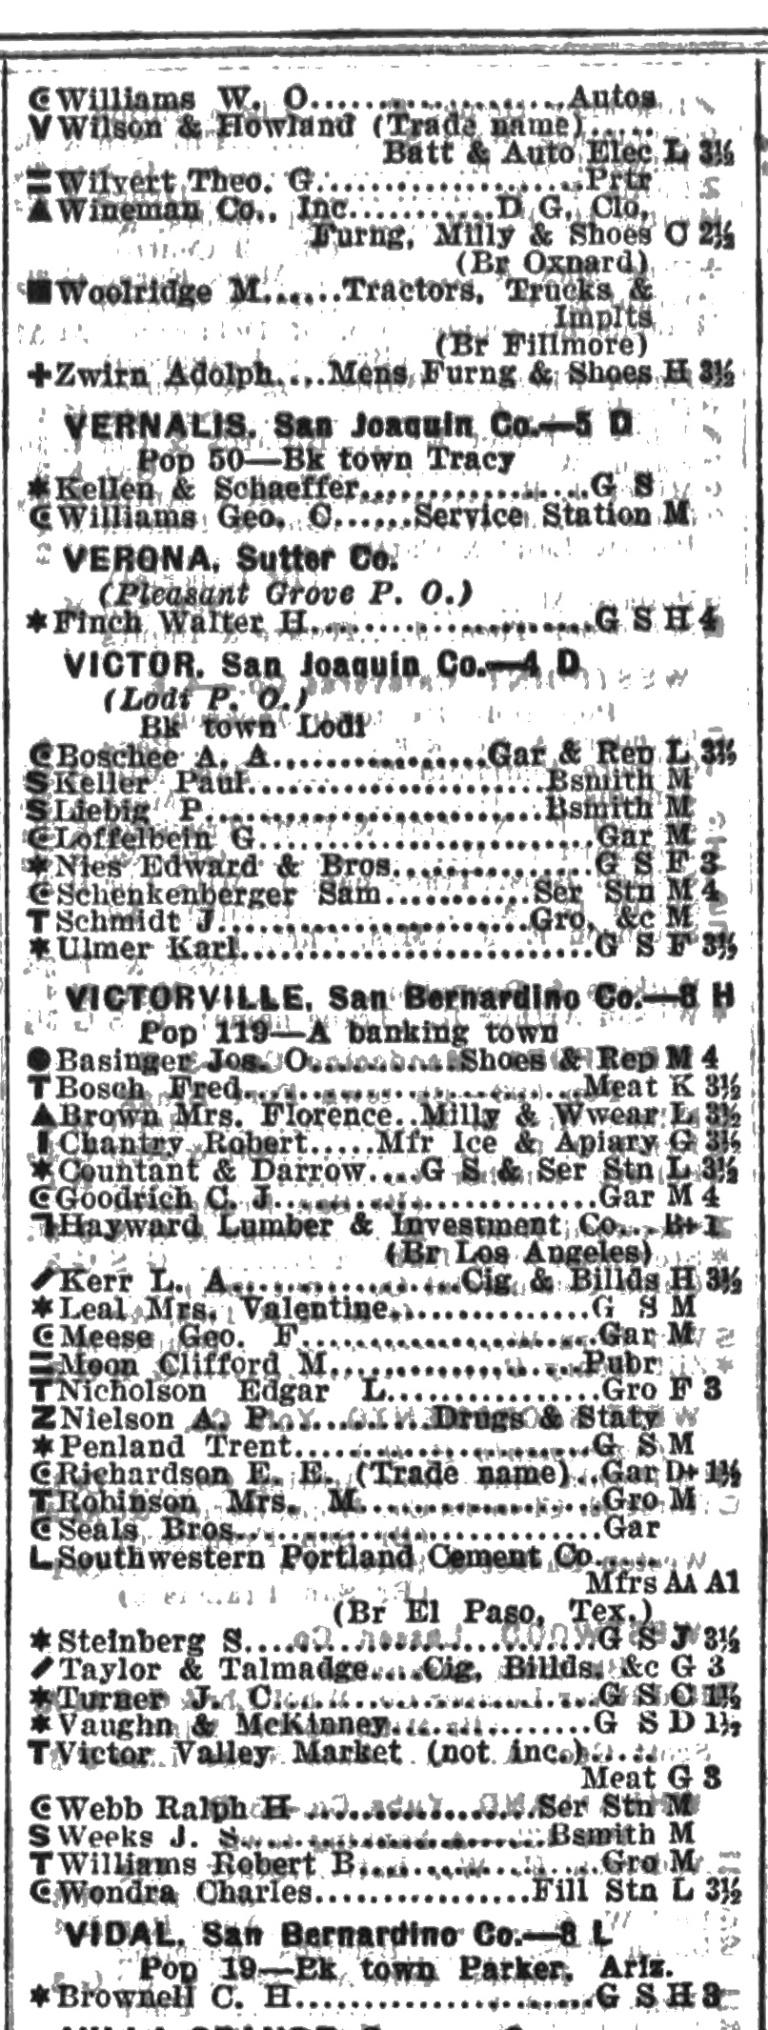 C Williams W. O..................Autos
V Wilson & Howland (Trade name).....
Batt & Auto Elec L 3½
Wilvert Theo. G....................Prtr
▲ Wineman Co., Inc..........D G, Clo,
Furng, Milly & Shoes O 2½
(Br Oxnard)
■ Woolridge M......Tractors, Trucks &
Implts
(Br Fillmore)
+ Zwirn Adolph....Mens Furng & Shoes H 3½
VERNALIS, San Joaquin Co.—5 D
Pop 50—Bk town Tracy
* Kellen & Schaeffer.................G S
C Williams Geo. C......Service Station M
VERONA, Sutter Co.
(Pleasant Grove P. O.)
* Finch Walter H.....................G S H 4
VICTOR, San Joaquin Co.—4 D
(Lodi P. O.)
Bk town Lodi
C Boschee A. A................Gar & Rep L 3½
S Keller Paul......................Bsmith M
S Liebig P.........................Bsmith M
C Loffelbein G.........................Gar M
* Nies Edward & Bros...............G S F 3
C Schenkenberger Sam...........Ser Stn M 4
T Schmidt J.......................Gro, &c M
* Ulmer Karl..........................G S F 3½
VICTORVILLE, San Bernardino Co.—8 H
Pop 119—A banking town
● Basinger Jos. O...........Shoes & Rep M 4
T Bosch Fred.........................Meat K 3½
▲ Brown Mrs. Florence..Milly & Wwear L 3½
Chantry Robert.....Mfr Ice & Apiary G 3½
* Countant & Darrow....G S & Ser Stn L 3½
C Goodrich C. J........................Gar M 4
Hayward Lumber & Investment Co...B+ 1
(Br Los Angeles)
Kerr L. A.................Cig & Billds H 3½
* Leal Mrs. Valentine...............G S M
C Meese Geo. F......................Gar M
Moon Clifford M...................Pubr
T Nicholson Edgar L................Gro F 3
Z Nielson A. P............Drugs & Staty
* Penland Trent......................G S M
C Richardson E. E. (Trade name)..Gar D+ 1½
T Robinson Mrs. M..................Gro M
C Seals Bros...........................Gar
L Southwestern Portland Cement Co.....
Mfrs AA A1
(Br El Paso, Tex.)
* Steinberg S..........................G S J 3½
Taylor & Talmadge....Cig, Billds, &c G 3
* Turner J. C........................G S C 1½
* Vaughn & McKinney...............G S D 1½
T Victor Valley Market (not inc.).....
Meat G 3
C Webb Ralph H ..................Ser Stn M
S Weeks J. S.......................Bsmith M
T Williams Robert B..................Gro M
C Wondra Charles................Fill Stn L 3½
VIDAL, San Bernardino Co.—8 L
Pop 19—Bk town Parker, Ariz.
* Brownell C. H......................G S H 3